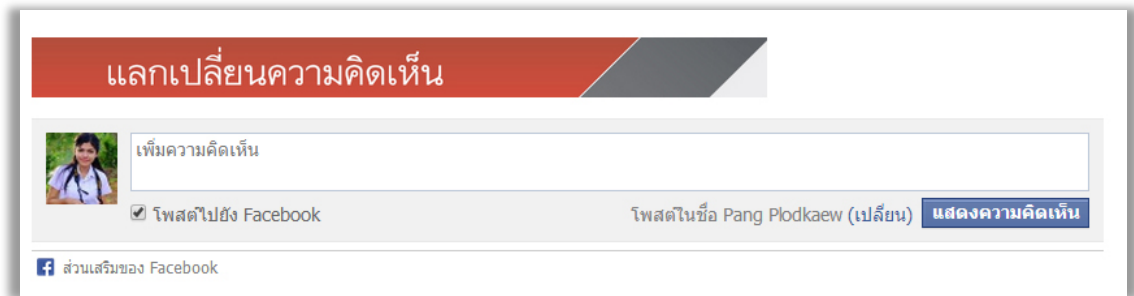 แลกเปลี่ยนความคิดเห็น
เพิ่มความคิดเห็น
โพสต์ไปยัง Facebook
โพสต์ในชื่อ Pang Plodkaew (เปลี่ยน) แสดงความคิดเห็น
ส่วนเสริมของ Facebook